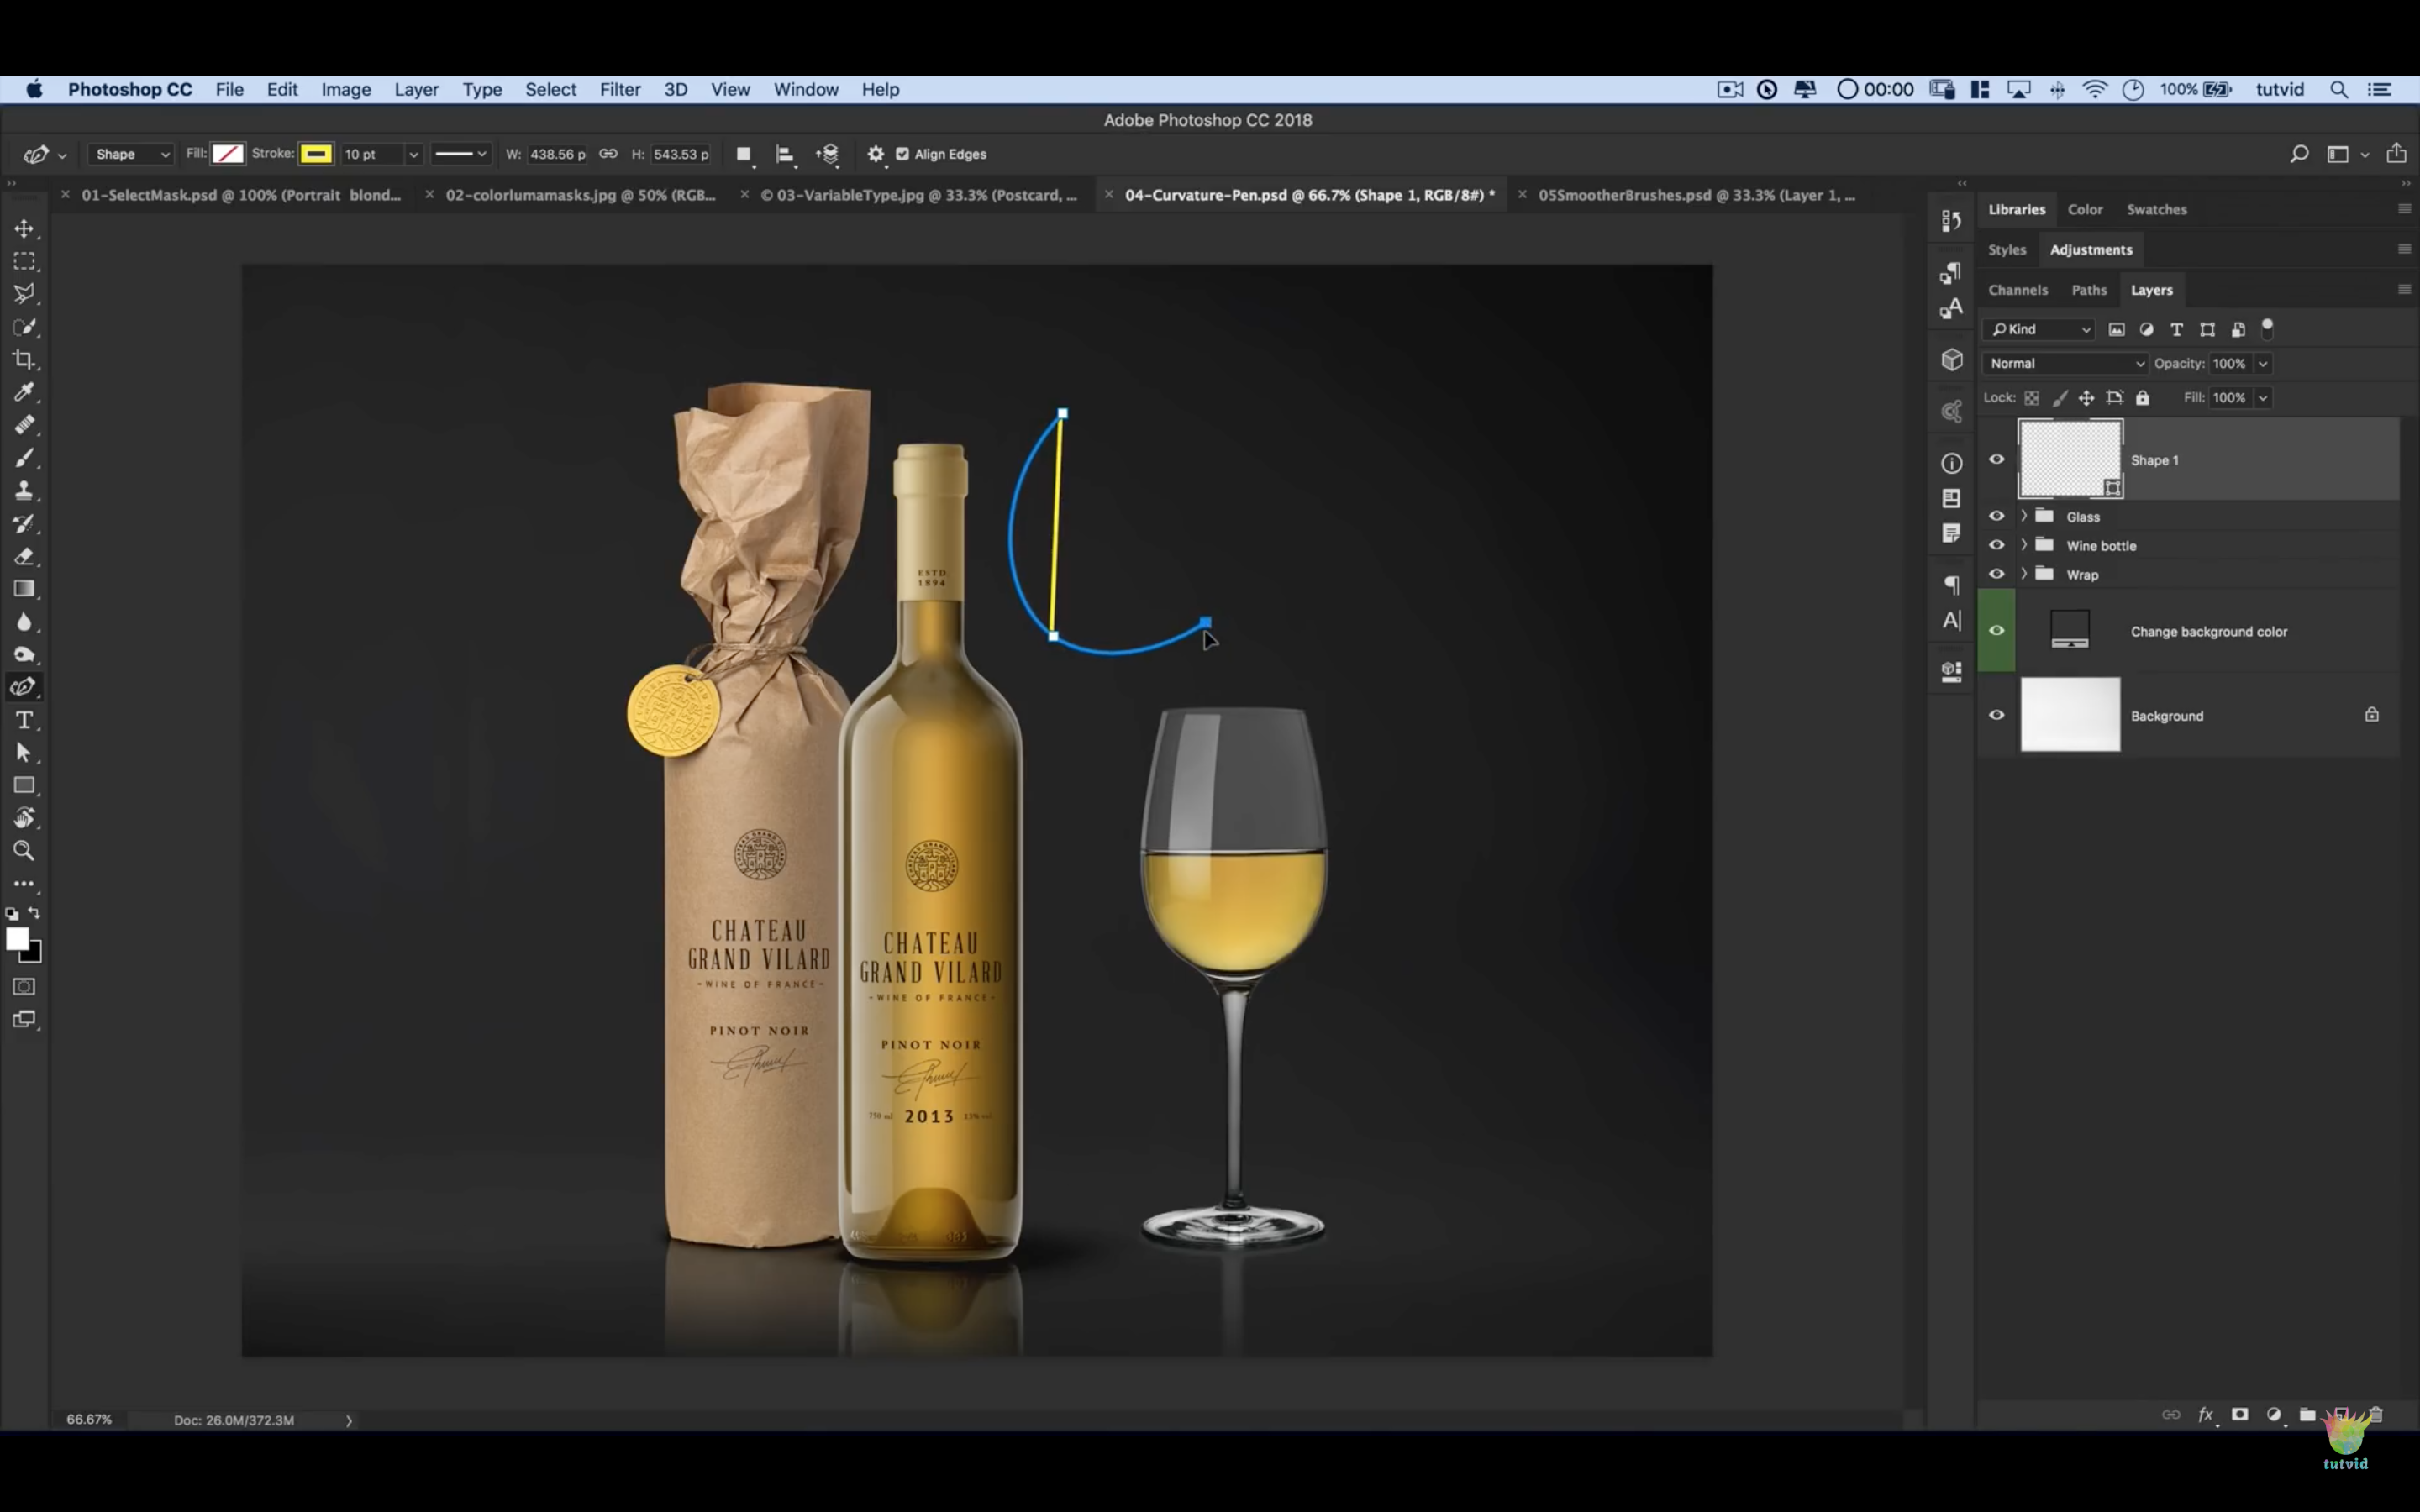 Photoshop CC File Edit Image Layer Type Select Filter 3D View Window Help 00:00 100% tutvid
Adobe Photoshop CC 2018
Shape Fill: Stroke: 10 pt W: 438.56 p H: 543.53 p Align Edges
01-SelectMask.psd @ 100% (Portrait blond... 02-colorlumamasks.jpg @ 50% (RGB... © 03-VariableType.jpg @ 33.3% (Postcard, ... 04-Curvature-Pen.psd @ 66.7% (Shape 1, RGB/8#) * 05SmootherBrushes.psd @ 33.3% (Layer 1, ...
Libraries Color Swatches
Styles Adjustments
Channels Paths Layers
Kind
Normal Opacity: 100%
Lock: Fill: 100%
Shape 1
Glass
Wine bottle
Wrap
Change background color
Background
ESTD
1894
CHATEAU
GRAND VILARD
-WINE OF FRANCE-
PINOT NOIR
CHATEAU
GRAND VILARD
-WINE OF FRANCE-
PINOT NOIR
750 ml 2013 13% vol
66.67% Doc: 26.0M/372.3M
fx
tutvid